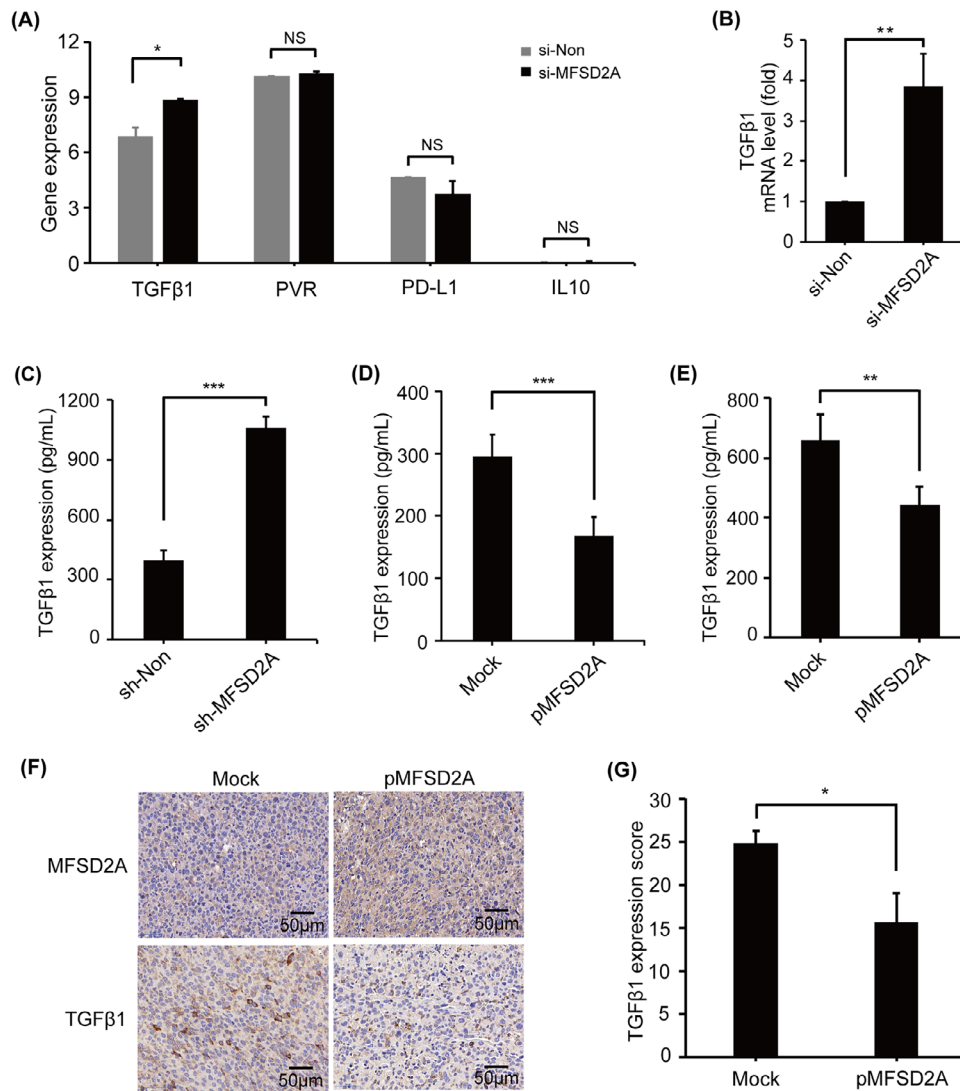 (A)
Gene expression
12
9
6
3
0
*
NS
NS
NS
si-Non
si-MFSD2A
TGFβ1
PVR
PD-L1
IL10
(B)
TGFβ1
mRNA level (fold)
5
4
3
2
1
0
**
si-Non
si-MFSD2A
(C)
TGFβ1 expression (pg/mL)
1200
900
600
300
0
***
sh-Non
sh-MFSD2A
(D)
TGFβ1 expression (pg/mL)
400
300
200
100
0
***
Mock
pMFSD2A
(E)
TGFβ1 expression (pg/mL)
800
600
400
200
0
**
Mock
pMFSD2A
(F)
Mock
pMFSD2A
MFSD2A
50μm
50μm
TGFβ1
50μm
50μm
(G)
TGFβ1 expression score
30
25
20
15
10
5
0
*
Mock
pMFSD2A